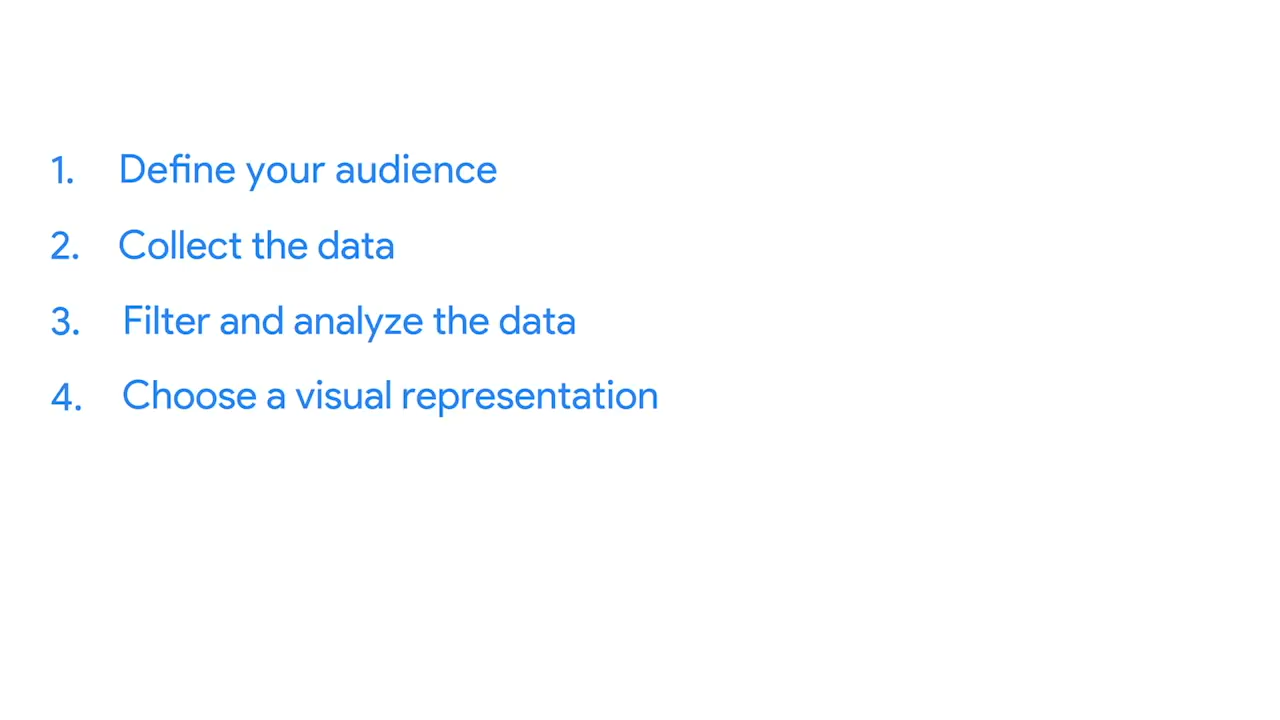 1. Define your audience
2. Collect the data
3. Filter and analyze the data
4. Choose a visual representation